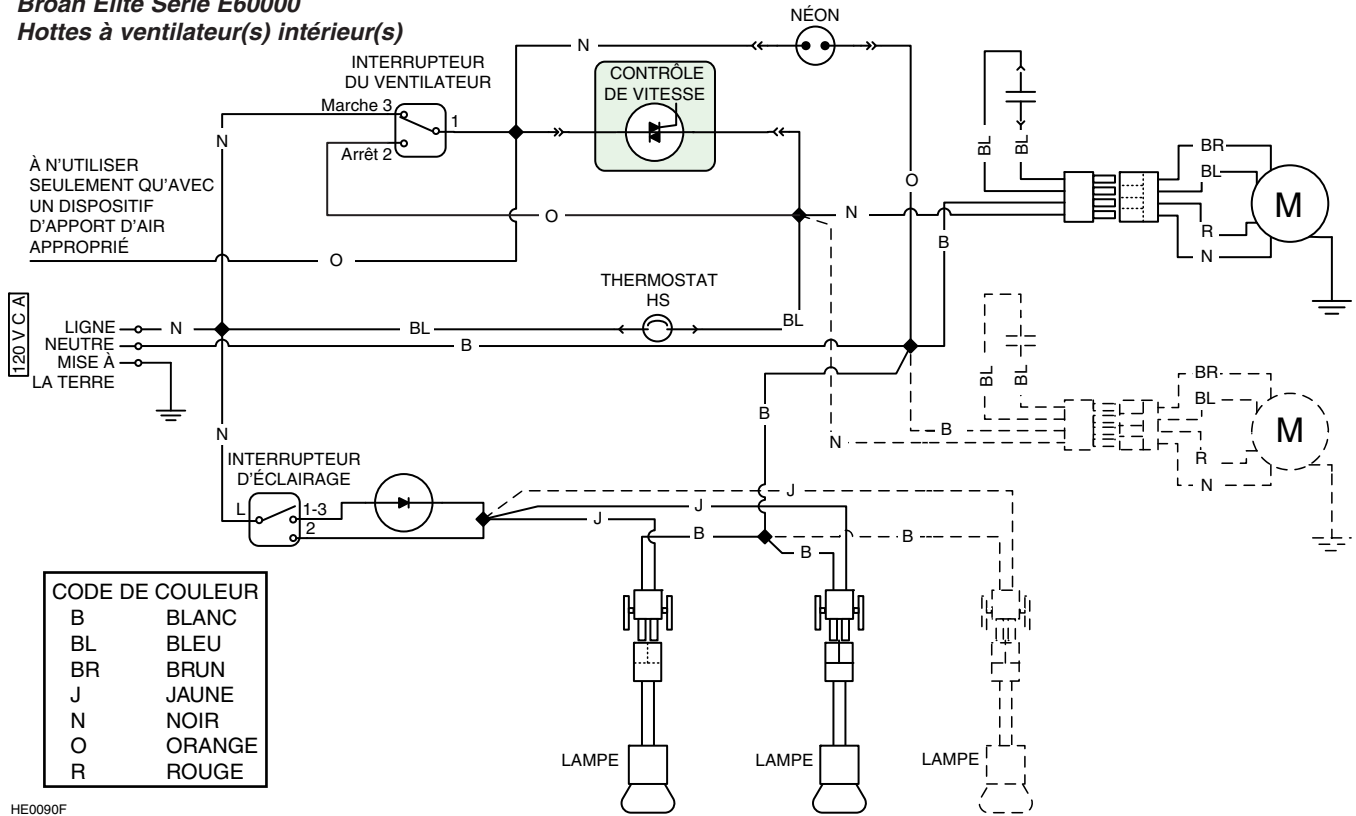 Broan Elite Série E60000
Hottes à ventilateur(s) intérieur(s)
NÉON
N
INTERRUPTEUR
DU VENTILATEUR
CONTRÔLE
DE VITESSE
Marche 3
1
Arrêt 2
N
BL
BL
BR
BL
M
R
N
À N'UTILISER
SEULEMENT QU'AVEC
UN DISPOSITIF
D'APPORT D'AIR
APPROPRIÉ
O
O
N
B
O
THERMOSTAT
HS
BL
120 V C A
LIGNE
N
BL
NEUTRE
B
MISE À
LA TERRE
BL
BL
BR
BL
M
R
N
B
N
B
N
INTERRUPTEUR
D'ÉCLAIRAGE
L
1-3
2
J
J
J
B
B
B
CODE DE COULEUR
B BLANC
BL BLEU
BR BRUN
J JAUNE
N NOIR
O ORANGE
R ROUGE
LAMPE
LAMPE
LAMPE
HE0090F